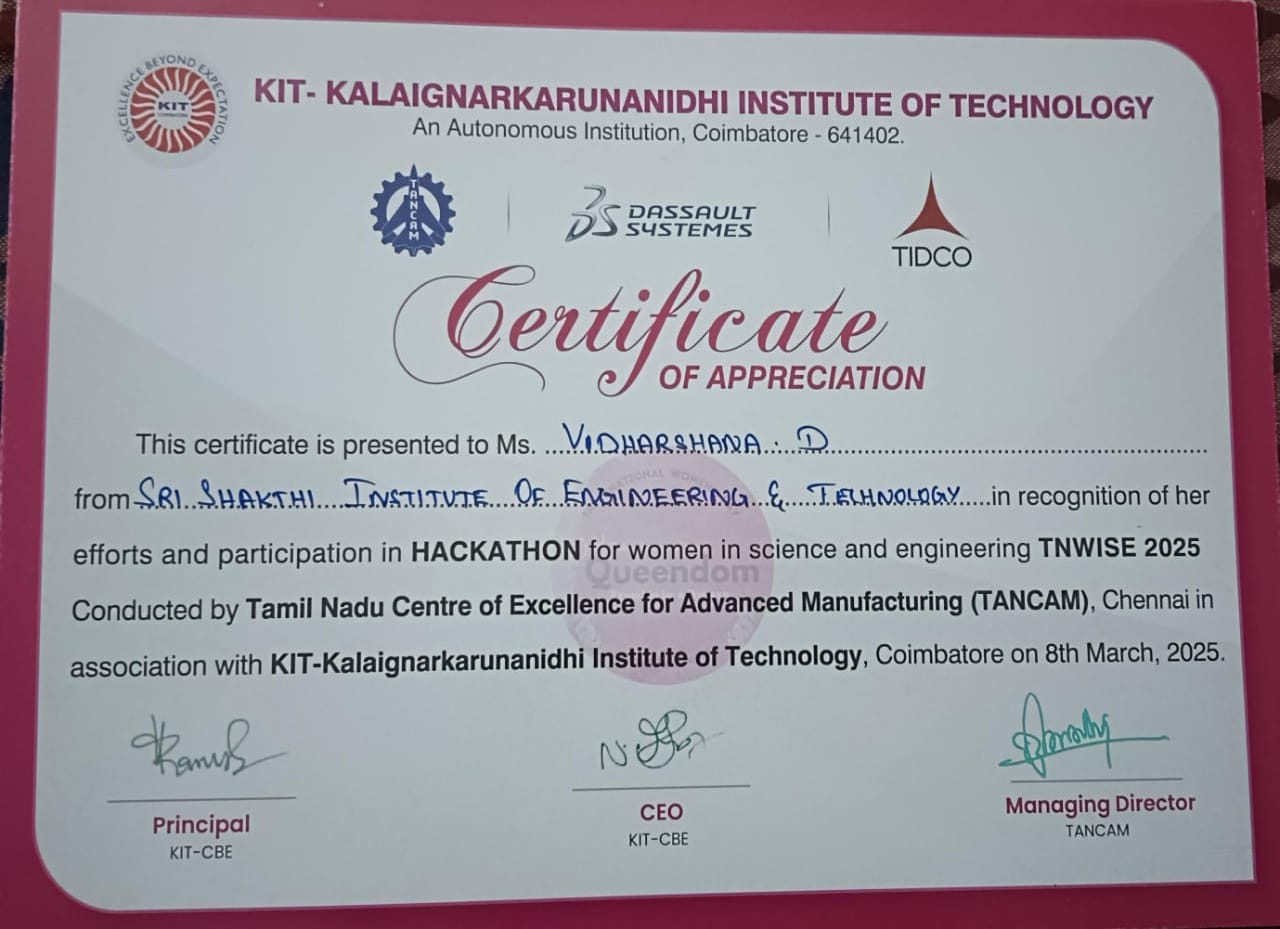 EXCELLENCE BEYOND EXPECTATION
KIT
KIT- KALAIGNARKARUNANIDHI INSTITUTE OF TECHNOLOGY
An Autonomous Institution, Coimbatore - 641402.
TANCAM
DASSAULT
SYSTEMES
TIDCO
Certificate
OF APPRECIATION
This certificate is presented to Ms. VIDHARSHANA. D
from SRI SHAKTHI INSTITUTE OF ENGINEERING & TECHNOLOGY in recognition of her
efforts and participation in HACKATHON for women in science and engineering TNWISE 2025
Queendom
Conducted by Tamil Nadu Centre of Excellence for Advanced Manufacturing (TANCAM), Chennai in
association with KIT-Kalaignarkarunanidhi Institute of Technology, Coimbatore on 8th March, 2025.
Principal
KIT-CBE
CEO
KIT-CBE
Managing Director
TANCAM